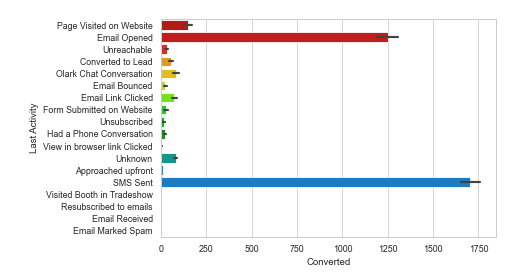 Page Visited on Website
Email Opened
Unreachable
Converted to Lead
Olark Chat Conversation
Email Bounced
Email Link Clicked
Form Submitted on Website
Unsubscribed
Had a Phone Conversation
View in browser link Clicked
Unknown
Approached upfront
SMS Sent
Visited Booth in Tradeshow
Resubscribed to emails
Email Received
Email Marked Spam
Last Activity
0 250 500 750 1000 1250 1500 1750
Converted